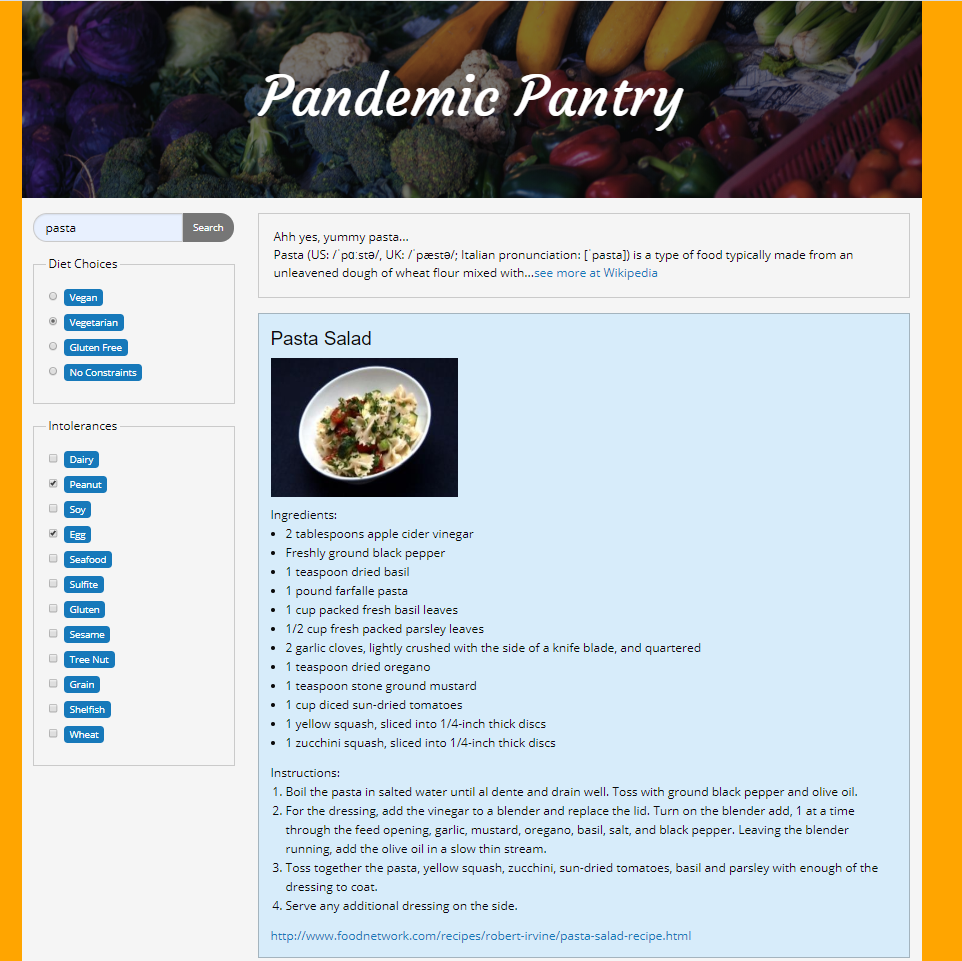 Pandemic Pantry
pasta
Search
Diet Choices
Vegan
Vegetarian
Gluten Free
No Constraints
Intolerances
Dairy
Peanut
Soy
Egg
Seafood
Sulfite
Gluten
Sesame
Tree Nut
Grain
Shelfish
Wheat
Ahh yes, yummy pasta...
Pasta (US: /ˈpɑːstə/, UK: /ˈpæstə/; Italian pronunciation: [ˈpasta]) is a type of food typically made from an
unleavened dough of wheat flour mixed with...see more at Wikipedia
Pasta Salad
Ingredients:
• 2 tablespoons apple cider vinegar
• Freshly ground black pepper
• 1 teaspoon dried basil
• 1 pound farfalle pasta
• 1 cup packed fresh basil leaves
• 1/2 cup fresh packed parsley leaves
• 2 garlic cloves, lightly crushed with the side of a knife blade, and quartered
• 1 teaspoon dried oregano
• 1 teaspoon stone ground mustard
• 1 cup diced sun-dried tomatoes
• 1 yellow squash, sliced into 1/4-inch thick discs
• 1 zucchini squash, sliced into 1/4-inch thick discs
Instructions:
1. Boil the pasta in salted water until al dente and drain well. Toss with ground black pepper and olive oil.
2. For the dressing, add the vinegar to a blender and replace the lid. Turn on the blender add, 1 at a time
through the feed opening, garlic, mustard, oregano, basil, salt, and black pepper. Leaving the blender
running, add the olive oil in a slow thin stream.
3. Toss together the pasta, yellow squash, zucchini, sun-dried tomatoes, basil and parsley with enough of the
dressing to coat.
4. Serve any additional dressing on the side.
http://www.foodnetwork.com/recipes/robert-irvine/pasta-salad-recipe.html